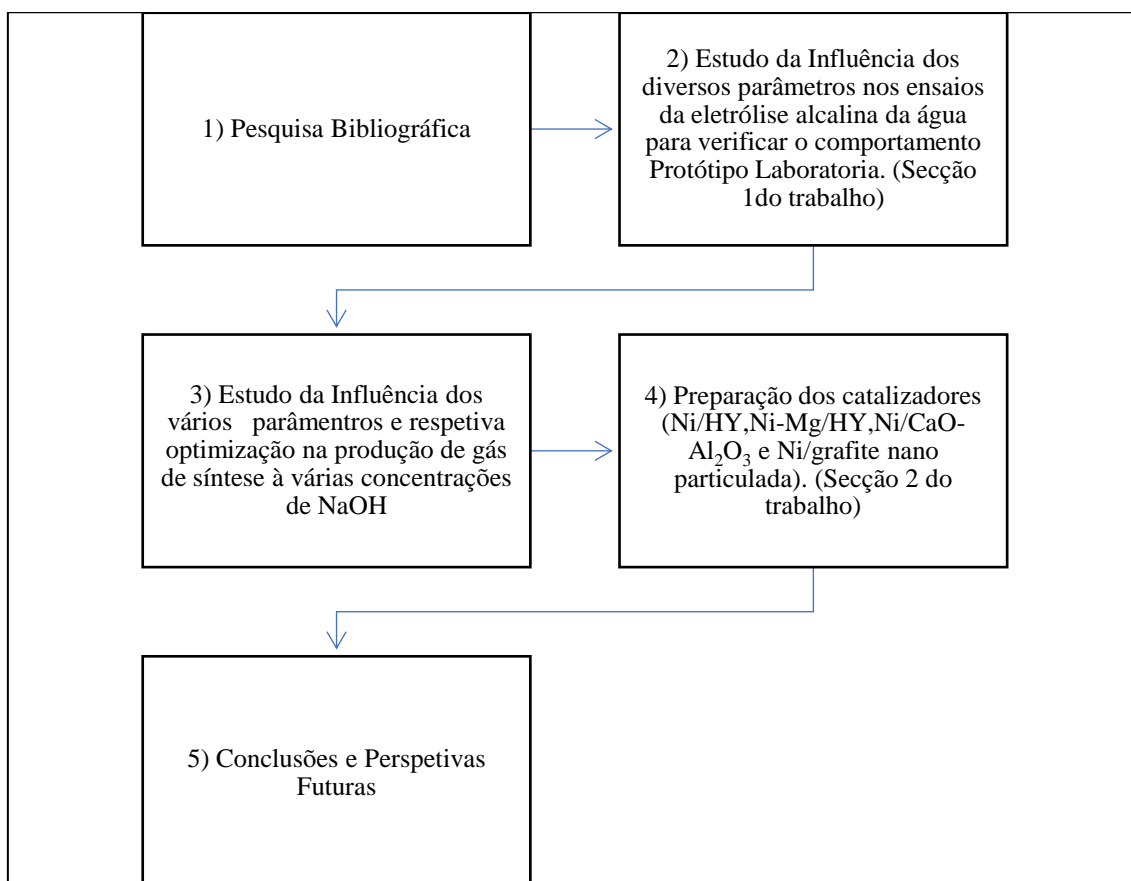 1) Pesquisa Bibliográfica
2) Estudo da Influência dos
diversos parâmetros nos ensaios
da eletrólise alcalina da água
para verificar o comportamento
Protótipo Laboratoria. (Secção
1do trabalho)
3) Estudo da Influência dos
vários parâmentros e respetiva
optimização na produção de gás
de síntese à várias concentrações
de NaOH
4) Preparação dos catalizadores
(Ni/HY,Ni-Mg/HY,Ni/CaO-
Al₂O₃ e Ni/grafite nano
particulada). (Secção 2 do
trabalho)
5) Conclusões e Perspetivas
Futuras